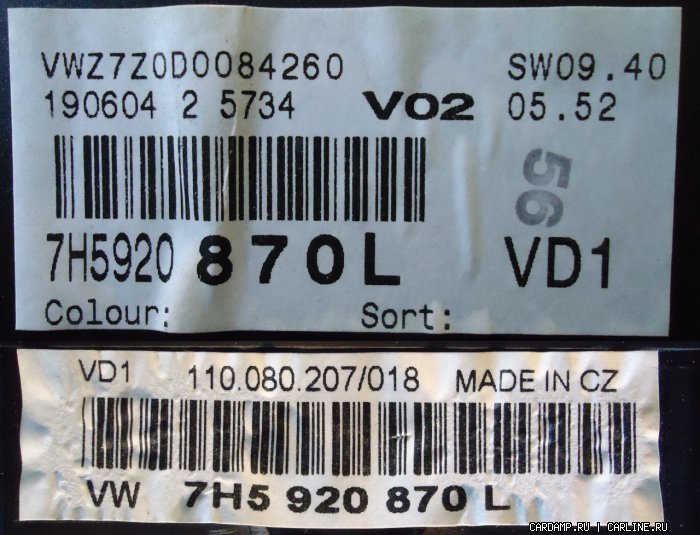 VWZ7Z0D0084260 SW09.40
190604 2 5734 V02 05.52
56
7H5920 870L VD1
Colour: Sort:
VD1 110.080.207/018 MADE IN CZ
VW 7H5 920 870 L
CARDAMP.RU | CARLINE.RU